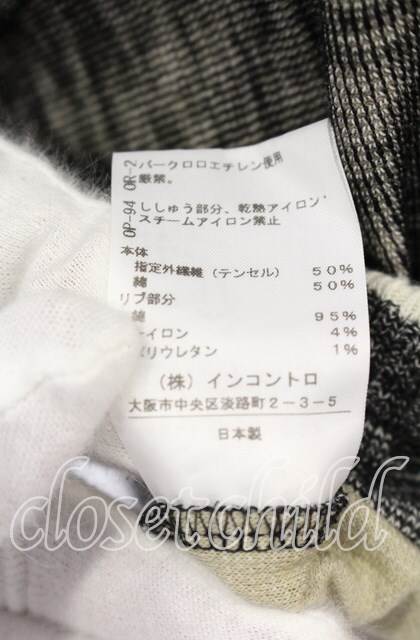 OR-2 パークロロエチレン使用
厳禁。
OP-94 ししゅう部分、乾熱アイロン・
スチームアイロン禁止
本体
指定外繊維(テンセル) 50%
綿 50%
リブ部分
綿 95%
イロン 4%
リウレタン 1%
(株)インコントロ
大阪市中央区淡路町2-3-5
日本製
closet child